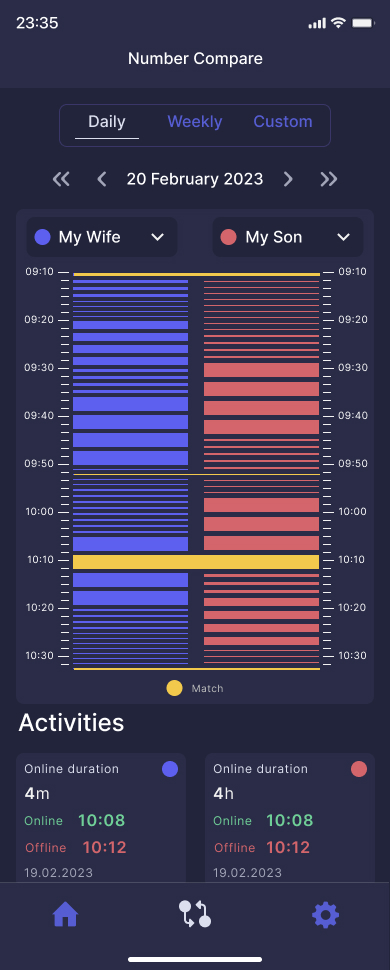 23:35
Number Compare
Daily Weekly Custom
20 February 2023
My Wife My Son
09:10 09:10
09:20 09:20
09:30 09:30
09:40 09:40
09:50 09:50
10:00 10:00
10:10 10:10
10:20 10:20
10:30 10:30
Match
Activities
Online duration Online duration
4m 4h
Online 10:08 Online 10:08
Offline 10:12 Offline 10:12
19.02.2023 19.02.2023